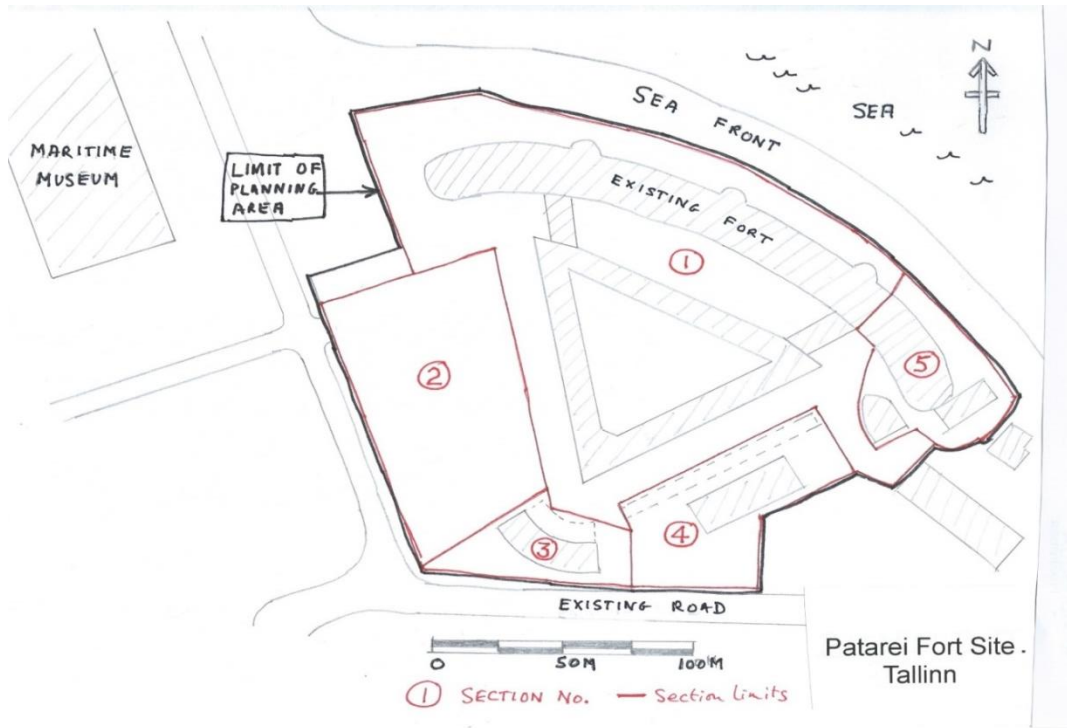 N
SEA FRONT
SEA
MARITIME
MUSEUM
LIMIT OF
PLANNING
AREA
EXISTING FORT
1
2
5
3
4
EXISTING ROAD
0 50M 100M
Patarei Fort Site.
Tallinn
1 SECTION No. — Section limits